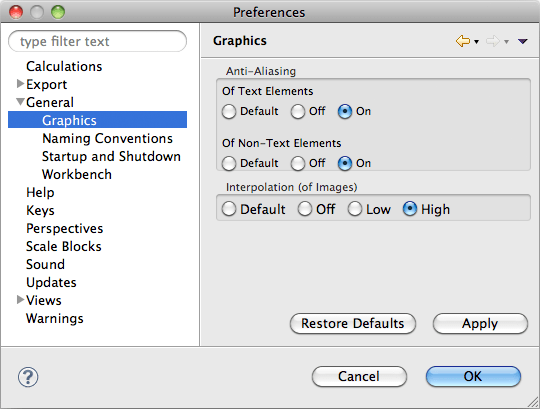 Preferences
type filter text
Calculations
Export
General
Graphics
Naming Conventions
Startup and Shutdown
Workbench
Help
Keys
Perspectives
Scale Blocks
Sound
Updates
Views
Warnings
Graphics
Anti-Aliasing
Of Text Elements
Default Off On
Of Non-Text Elements
Default Off On
Interpolation (of Images)
Default Off Low High
Restore Defaults Apply
? Cancel OK